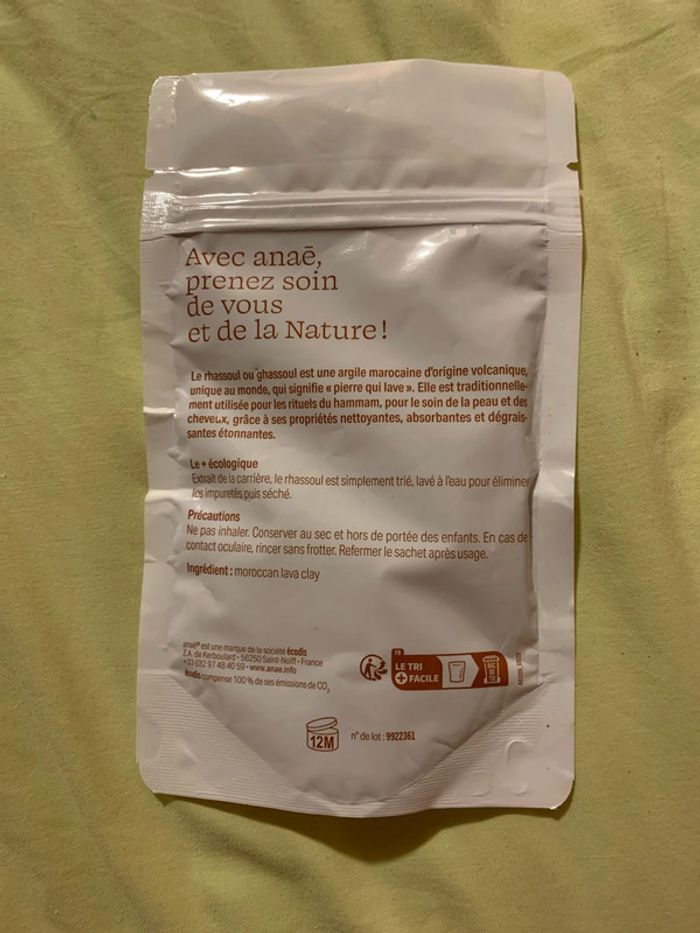 Avec anaē,
prenez soin
de vous
et de la Nature !
Le rhassoul ou ghassoul est une argile marocaine d'origine volcanique,
unique au monde, qui signifie « pierre qui lave ». Elle est traditionnelle-
ment utilisée pour les rituels du hammam, pour le soin de la peau et des
cheveux, grâce à ses propriétés nettoyantes, absorbantes et dégrais-
santes étonnantes.
Le + écologique
Extrait de la carrière, le rhassoul est simplement trié, lavé à l'eau pour éliminer
les impuretés puis séché.
Précautions
Ne pas inhaler. Conserver au sec et hors de portée des enfants. En cas de
contact oculaire, rincer sans frotter. Refermer le sachet après usage.
Ingrédient : moroccan lava clay
anaē® est une marque de la société écodis
Z.A. de Kerboulard - 56250 Saint-Nolff - France
+33 (0)2 97 48 40 59 - www.anae.info
écodis compense 100 % de ses émissions de CO₂
FR
LE TRI
+ FACILE
BAC
DE
TRI
12M
n° de lot : 9922361